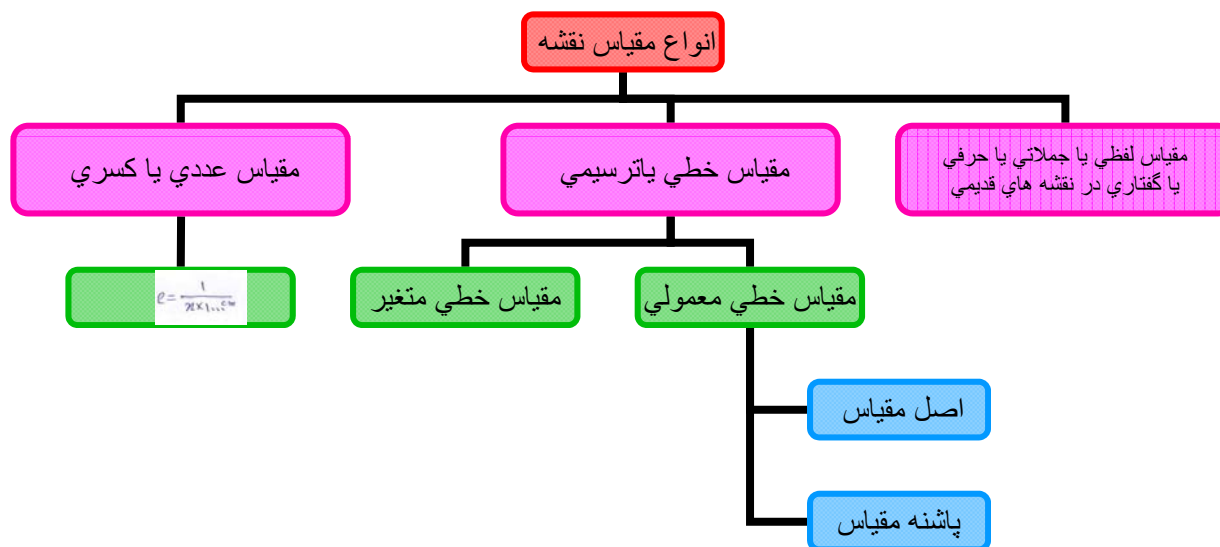 انواع مقياس نقشه
مقياس لفظي يا جملاتي يا حرفي
يا گفتاري در نقشه هاي قديمي
مقياس خطي ياترسيمي
مقياس عددي يا كسري
مقياس خطي معمولي
مقياس خطي متغير
e = 1
اصل مقياس
پاشنه مقياس